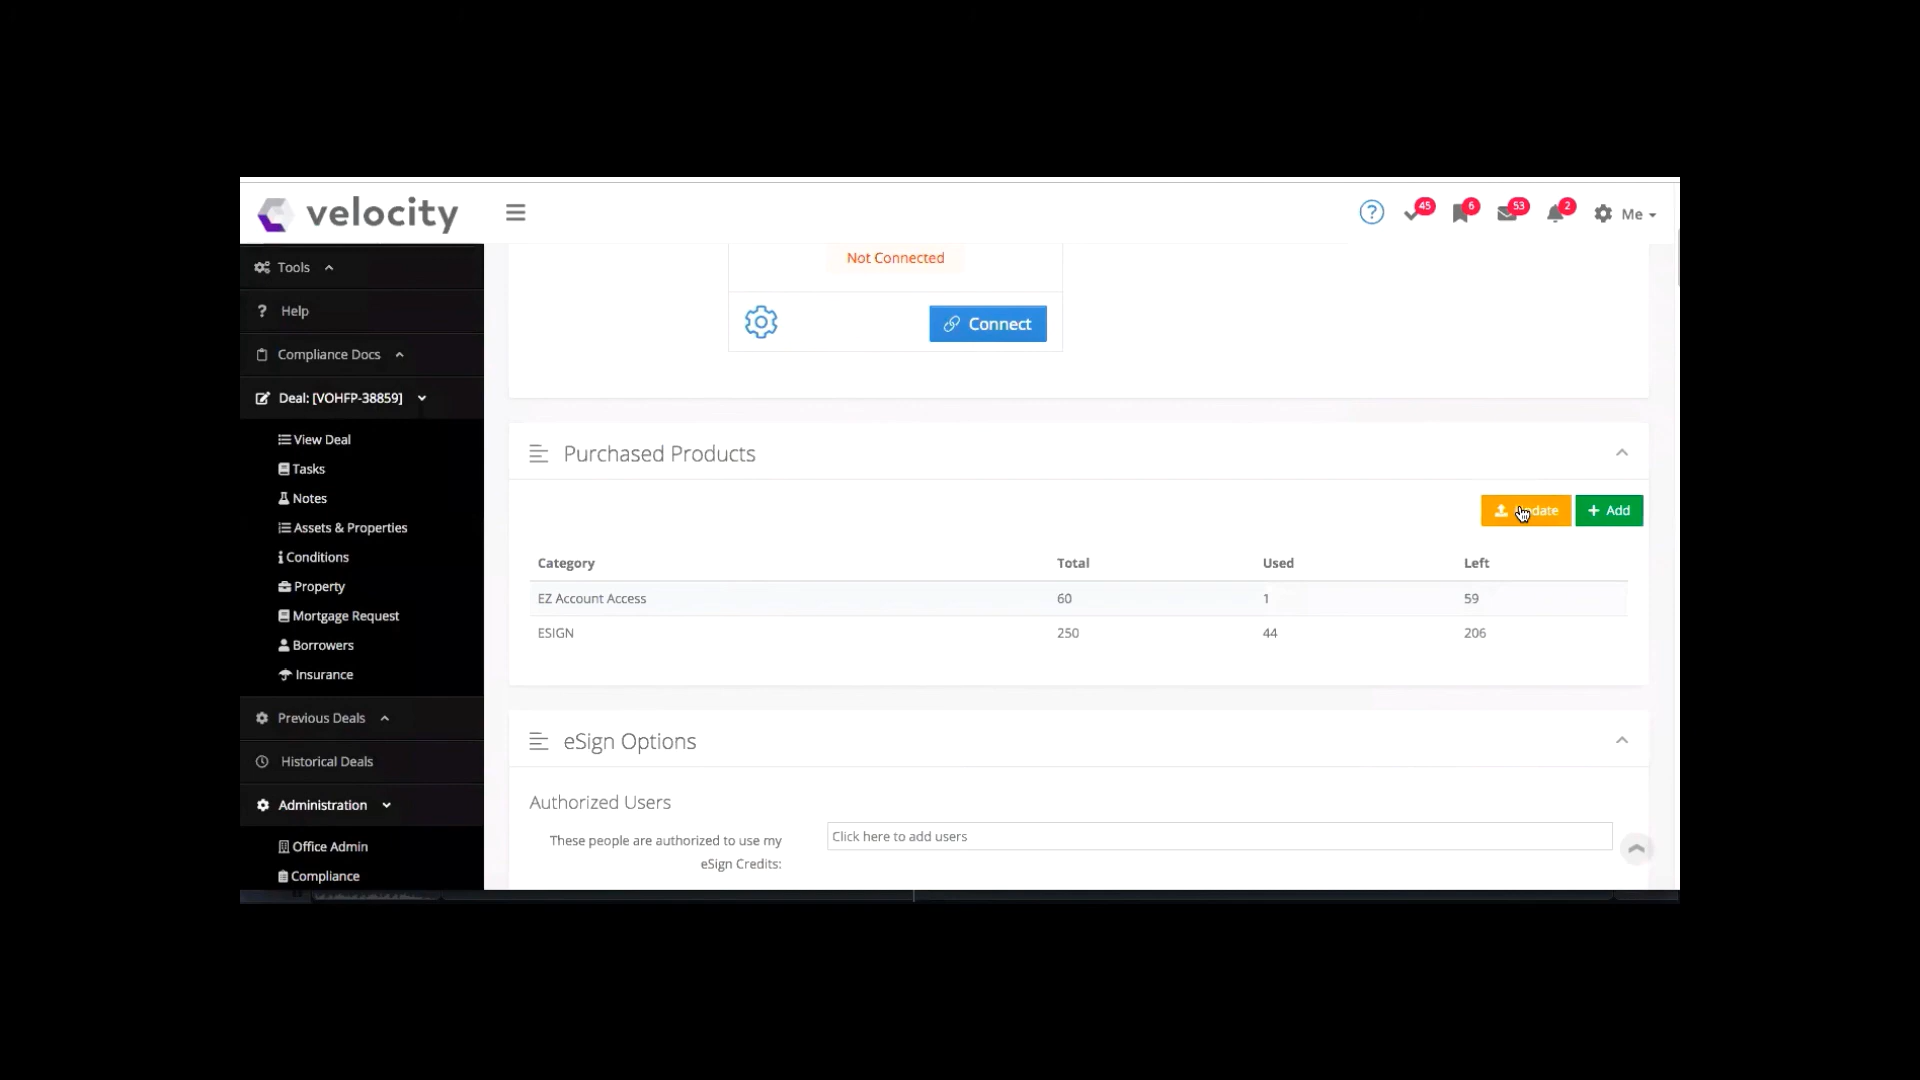 velocity
?
45
6
53
2
Me
Tools
? Help
Compliance Docs
Deal: [VOHFP-38859]
View Deal
Tasks
Notes
Assets & Properties
Conditions
Property
Mortgage Request
Borrowers
Insurance
Previous Deals
Historical Deals
Administration
Office Admin
Compliance
Not Connected
Connect
Purchased Products
+ Add
Category Total Used Left
EZ Account Access 60 1 59
ESIGN 250 44 206
eSign Options
Authorized Users
These people are authorized to use my
eSign Credits:
Click here to add users